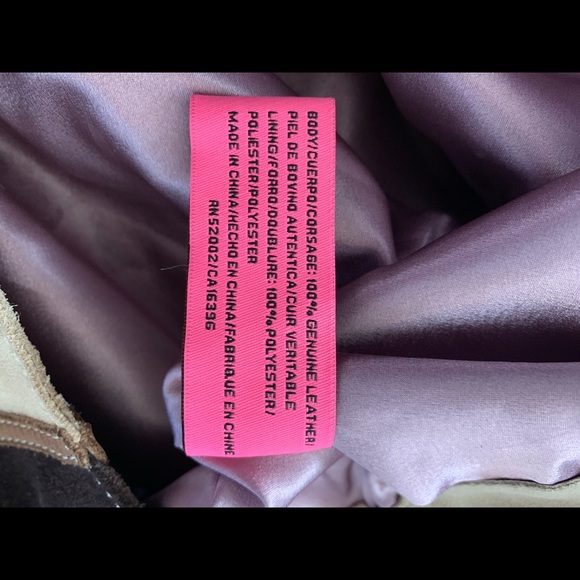 BODY/CUERPO/CORSAGE: 100% GENUINE LEATHER/
PIEL DE BOVINO AUTENTICA/CUIR VERITABLE
LINING/FORRO/DOUBLURE: 100% POLYESTER/
POLIESTER/POLYESTER
MADE IN CHINA/HECHO EN CHINA/FABRIQUE EN CHINE
RN52002/CA16396